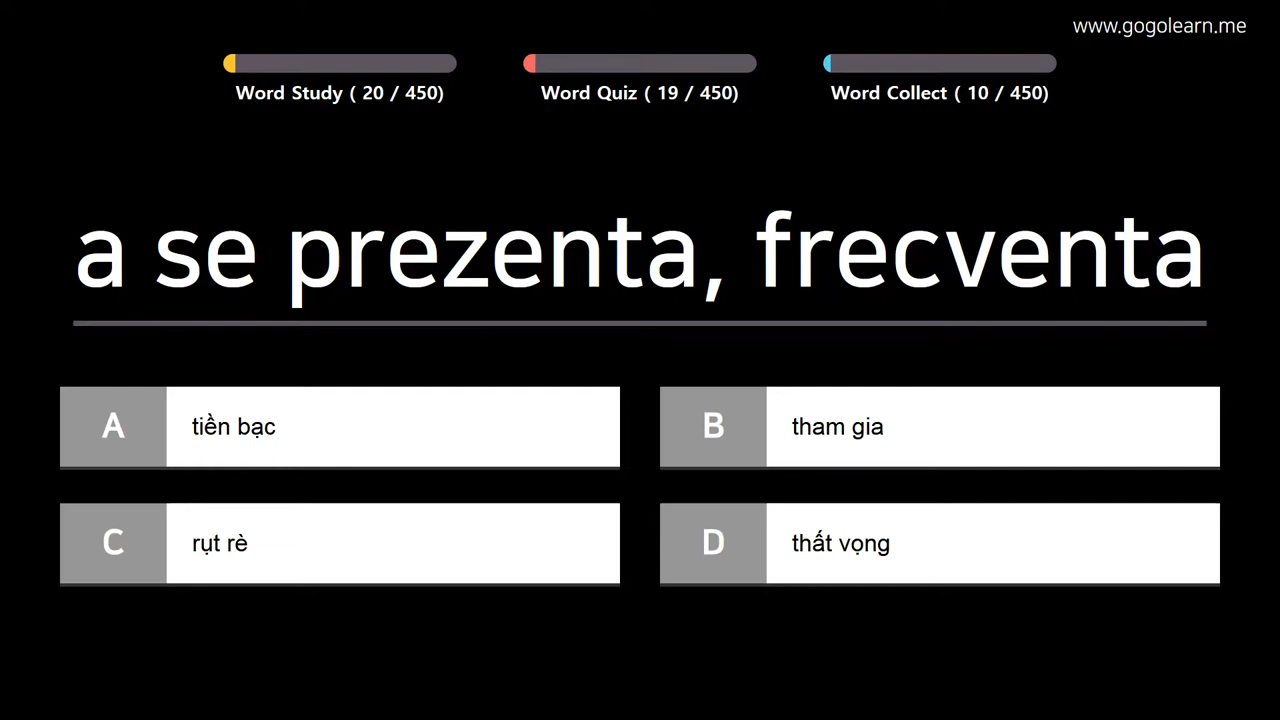 www.gogolearn.me
Word Study ( 20 / 450)
Word Quiz ( 19 / 450)
Word Collect ( 10 / 450)
a se prezenta, frecventa
A tiền bạc
B tham gia
C rụt rè
D thất vọng